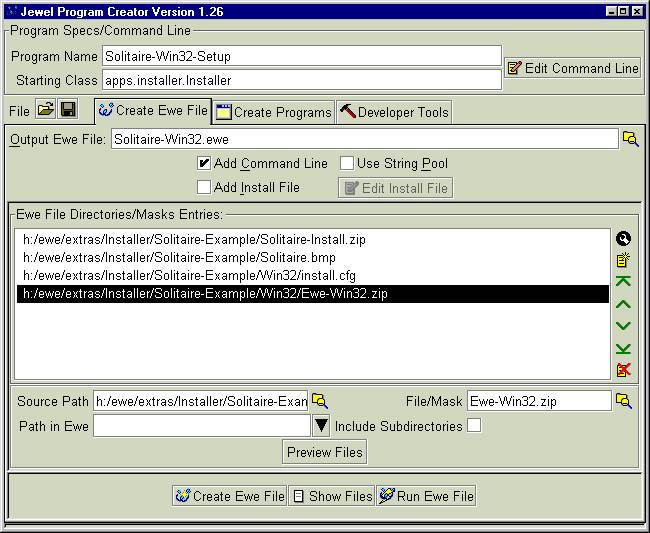 Jewel Program Creator Version 1.26
Program Specs/Command Line
Program Name Solitaire-Win32-Setup
Edit Command Line
Starting Class apps.installer.Installer
File Create Ewe File Create Programs Developer Tools
Output Ewe File: Solitaire-Win32.ewe
Add Command Line Use String Pool
Add Install File Edit Install File
Ewe File Directories/Masks Entries:
h:/ewe/extras/Installer/Solitaire-Example/Solitaire-Install.zip
h:/ewe/extras/Installer/Solitaire-Example/Solitaire.bmp
h:/ewe/extras/Installer/Solitaire-Example/Win32/install.cfg
h:/ewe/extras/Installer/Solitaire-Example/Win32/Ewe-Win32.zip
Source Path h:/ewe/extras/Installer/Solitaire-Exan File/Mask Ewe-Win32.zip
Path in Ewe Include Subdirectories
Preview Files
Create Ewe File Show Files Run Ewe File